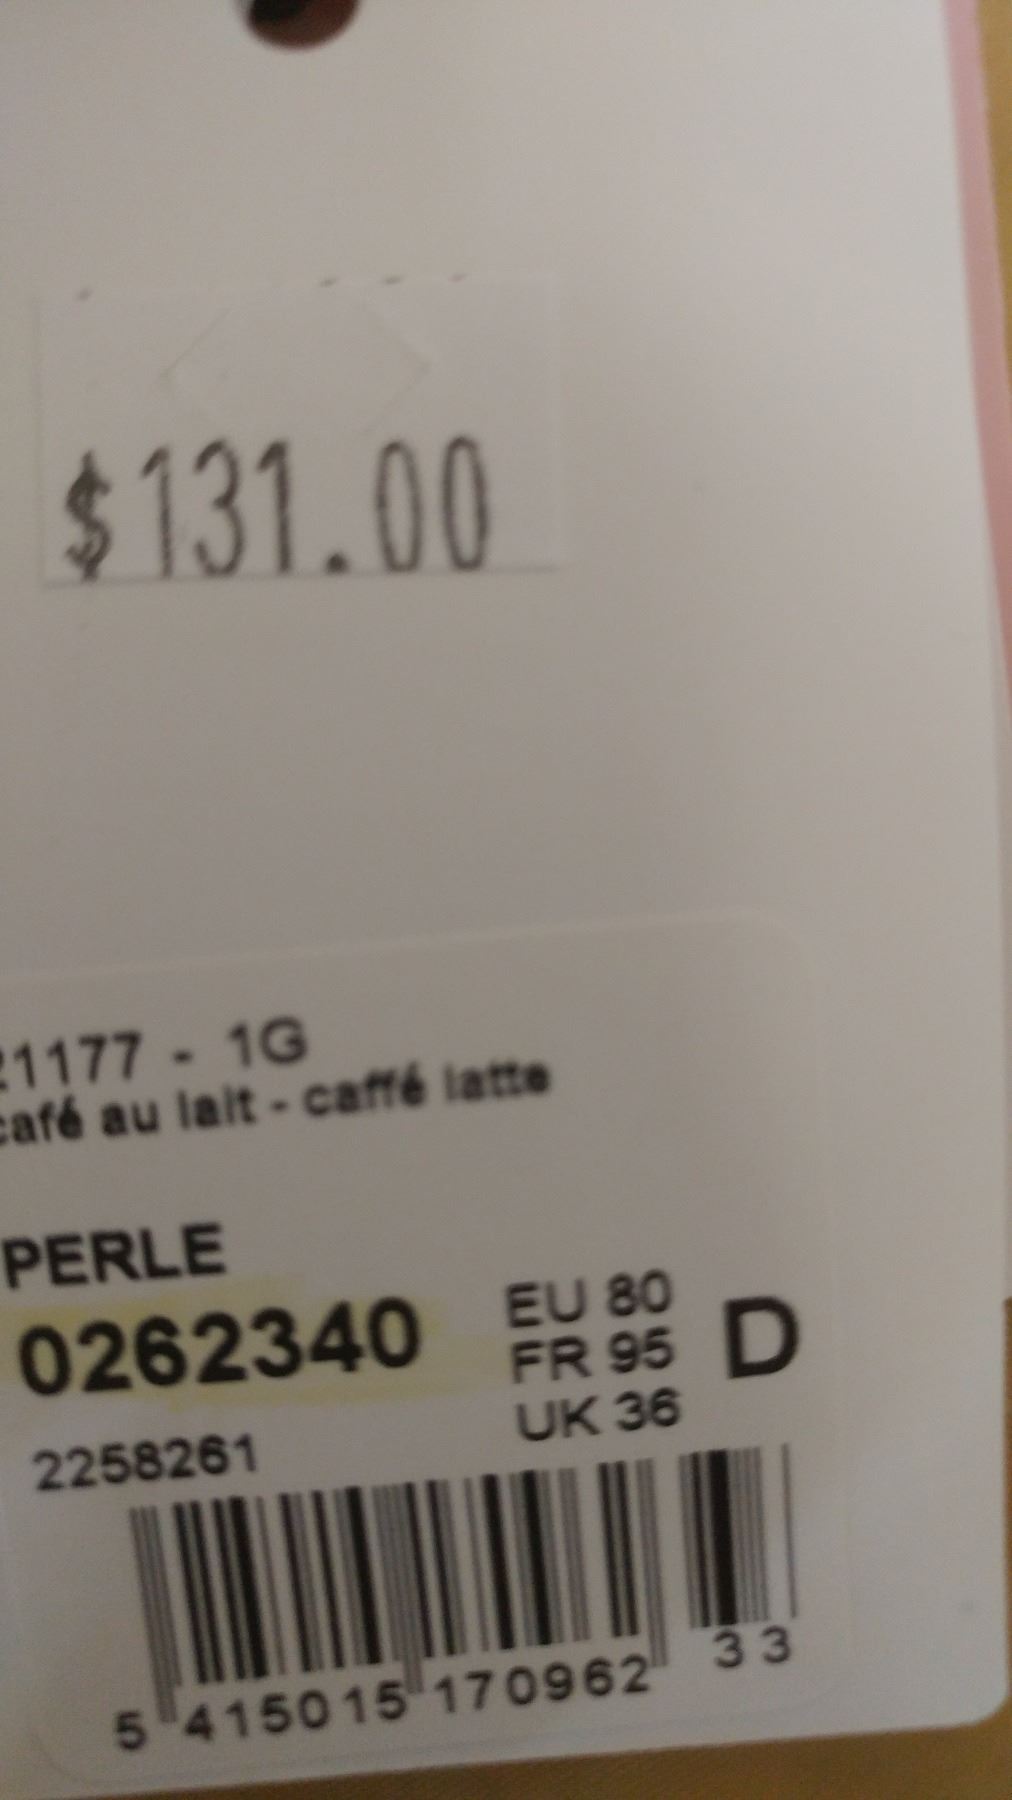 $131.00
21177 - 1G
café au lait - caffé latte
PERLE
0262340
EU 80
FR 95
UK 36
D
2258261
5 415015 170962 33